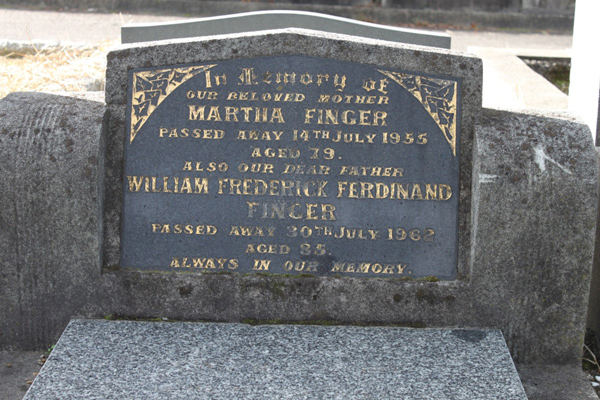 In Memory of
OUR BELOVED MOTHER
MARTHA FINGER
PASSED AWAY 14TH JULY 1955
AGED 79.
ALSO OUR DEAR FATHER
WILLIAM FREDERICK FERDINAND
FINGER
PASSED AWAY 30TH JULY 1962
AGED 85
ALWAYS IN OUR MEMORY.